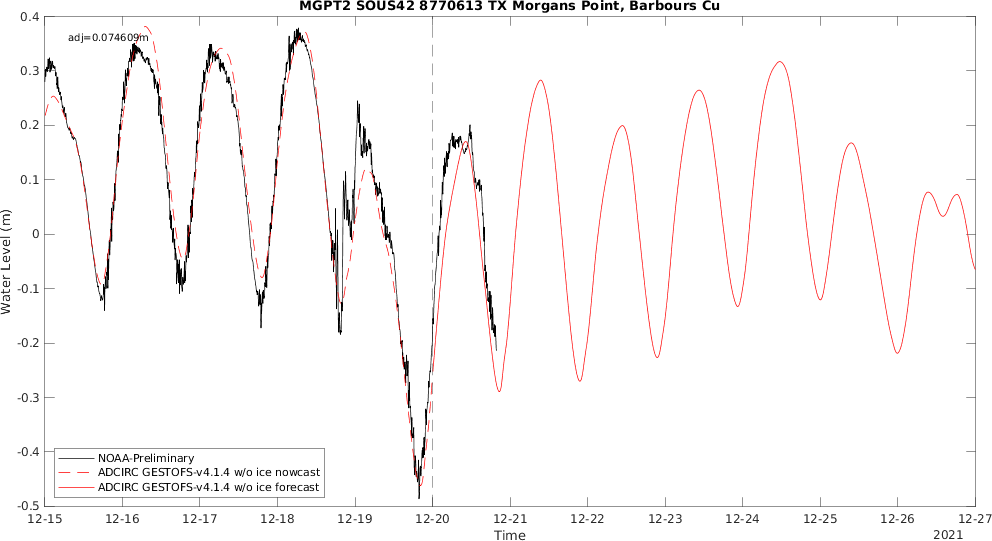 MGPT2 SOUS42 8770613 TX Morgans Point, Barbours Cu
adj=0.074609m
0.4
0.3
0.2
0.1
0
-0.1
-0.2
-0.3
-0.4
-0.5
Water Level (m)
NOAA-Preliminary
ADCIRC GESTOFS-v4.1.4 w/o ice nowcast
ADCIRC GESTOFS-v4.1.4 w/o ice forecast
12-15 12-16 12-17 12-18 12-19 12-20 12-21 12-22 12-23 12-24 12-25 12-26 12-27
Time
2021